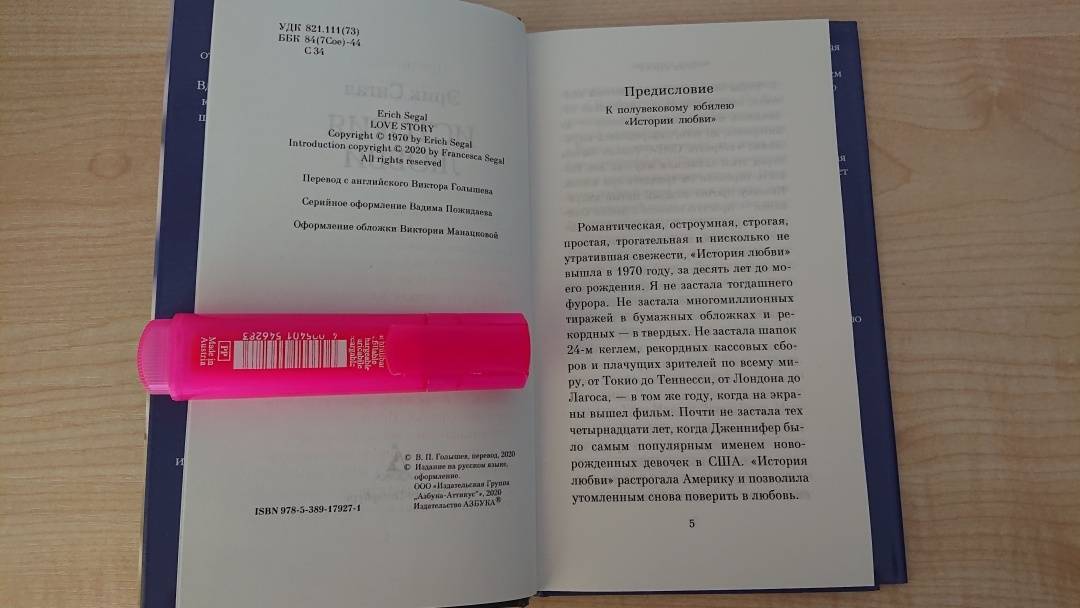 УДК 821.111(73)
ББК 84(7Сое)-44
С 34
Erich Segal
LOVE STORY
Copyright © 1970 by Erich Segal
Introduction copyright © 2020 by Francesca Segal
All rights reserved
Перевод с английского Виктора Голышева
Серийное оформление Вадима Пожидаева
Оформление обложки Виктории Манацковой
Made in
Austria
PP
4 005401 546283
© В. П. Голышев, перевод, 2020
© Издание на русском языке,
оформление.
ООО «Издательская Группа
„Азбука-Аттикус“», 2020
Издательство АЗБУКА®
ISBN 978-5-389-17927-1
Предисловие
К полувековому юбилею
«Истории любви»
Романтическая, остроумная, строгая,
простая, трогательная и нисколько не
утратившая свежести, «История любви»
вышла в 1970 году, за десять лет до мо-
его рождения. Я не застала тогдашнего
фурора. Не застала многомиллионных
тиражей в бумажных обложках и ре-
кордных — в твердых. Не застала шапок
24-м кеглем, рекордных кассовых сбо-
ров и плачущих зрителей по всему ми-
ру, от Токио до Теннесси, от Лондона до
Лагоса, — в том же году, когда на экра-
ны вышел фильм. Почти не застала тех
четырнадцати лет, когда Дженнифер бы-
ло самым популярным именем ново-
рожденных девочек в США. «История
любви» растрогала Америку и позволила
утомленным снова поверить в любовь.
5